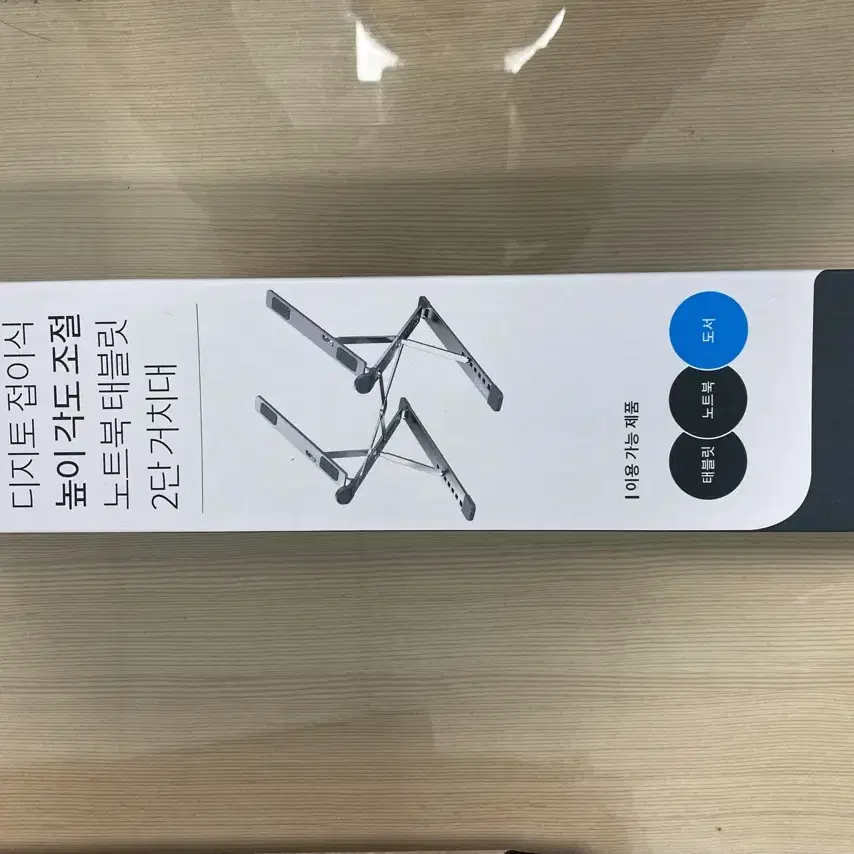 디지토 접이식
높이 각도 조절
노트북 태블릿
2단 거치대
이용 가능 제품
태블릿
노트북
도서